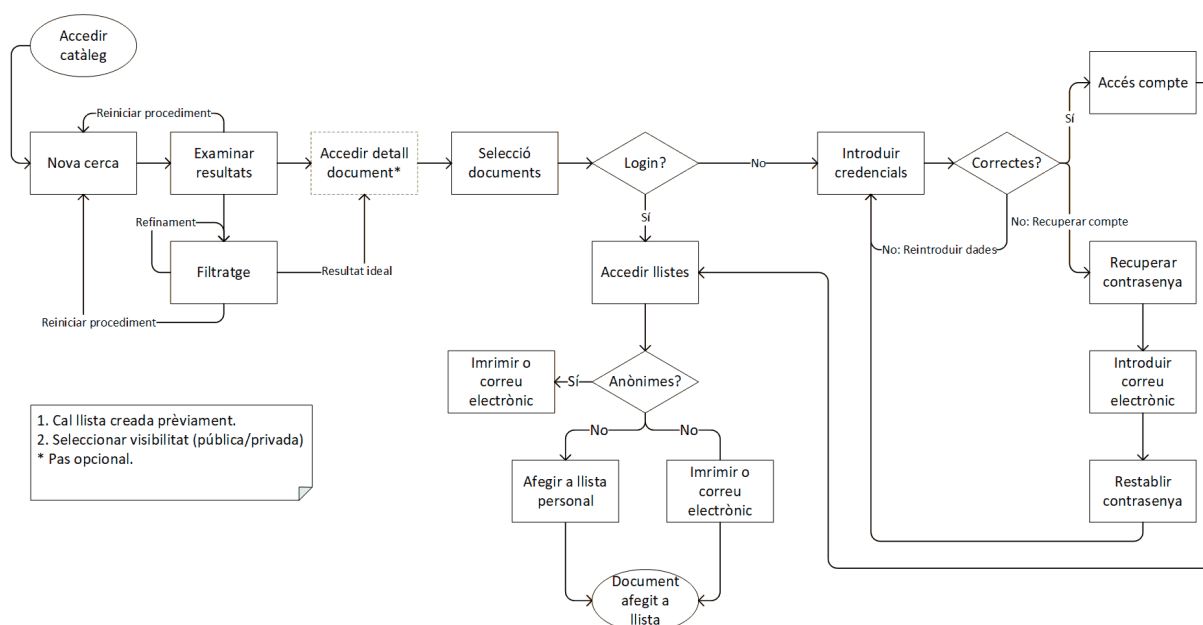 Accedir
catàleg
Reiniciar procediment
Nova cerca
Examinar
resultats
Accedir detall
document*
Selecció
documents
Login?
No
Introduir
credencials
Correctes?
Sí
Accés compte
Refinament
Filtratge
Resultat ideal
Reiniciar procediment
Sí
No: Reintroduir dades
No: Recuperar compte
Accedir llistes
Recuperar
contrasenya
Imrimir o
correu
electrònic
Sí
Anònimes?
Introduir
correu
electrònic
1. Cal llista creada prèviament.
2. Seleccionar visibilitat (pública/privada)
* Pas opcional.
No
No
Afegir a llista
personal
Imrimir o
correu
electrònic
Restablir
contrasenya
Document
afegit a
llista